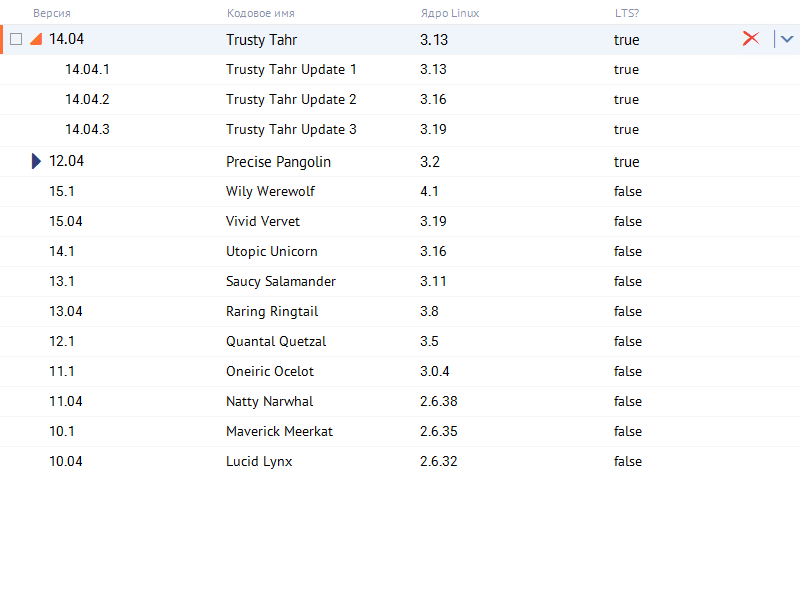 Версия Кодовое имя Ядро Linux LTS?
14.04 Trusty Tahr 3.13 true
14.04.1 Trusty Tahr Update 1 3.13 true
14.04.2 Trusty Tahr Update 2 3.16 true
14.04.3 Trusty Tahr Update 3 3.19 true
12.04 Precise Pangolin 3.2 true
15.1 Wily Werewolf 4.1 false
15.04 Vivid Vervet 3.19 false
14.1 Utopic Unicorn 3.16 false
13.1 Saucy Salamander 3.11 false
13.04 Raring Ringtail 3.8 false
12.1 Quantal Quetzal 3.5 false
11.1 Oneiric Ocelot 3.0.4 false
11.04 Natty Narwhal 2.6.38 false
10.1 Maverick Meerkat 2.6.35 false
10.04 Lucid Lynx 2.6.32 false